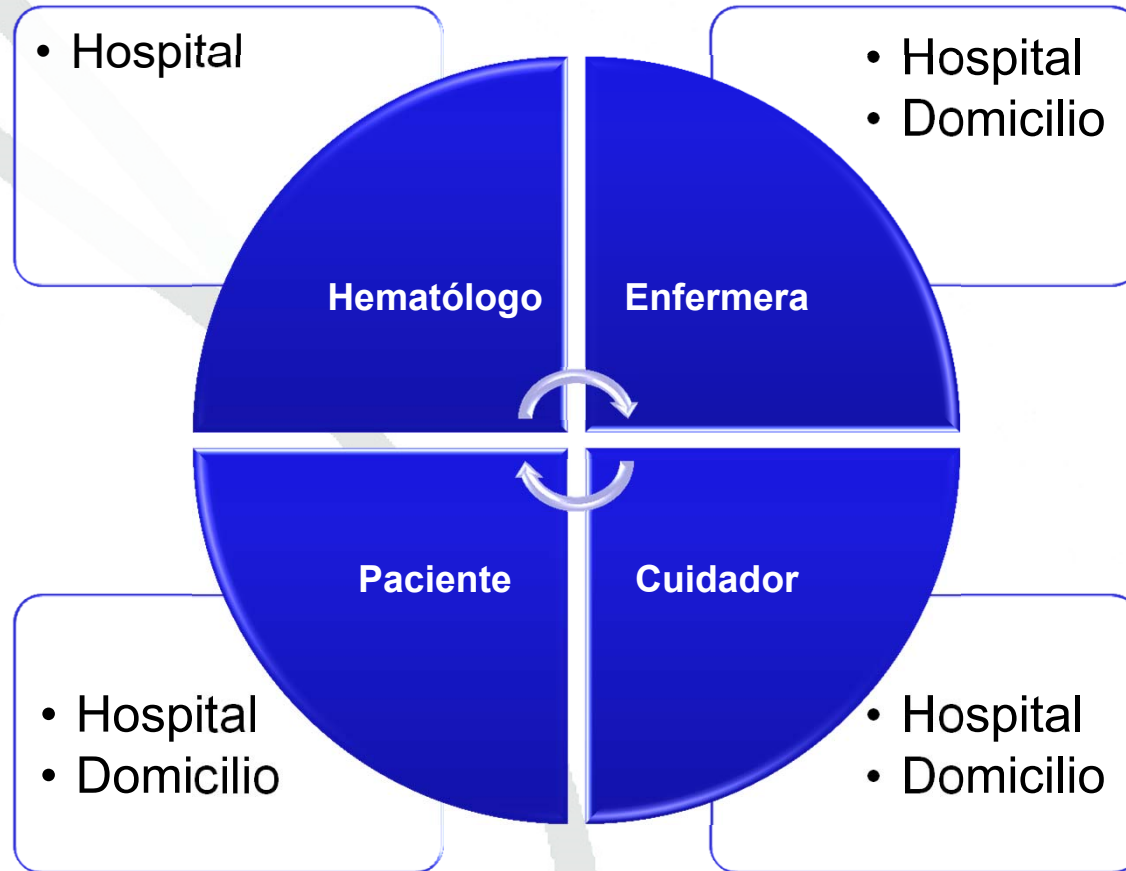 • Hospital
• Hospital
• Domicilio
Hematólogo
Enfermera
Paciente
Cuidador
• Hospital
• Domicilio
• Hospital
• Domicilio